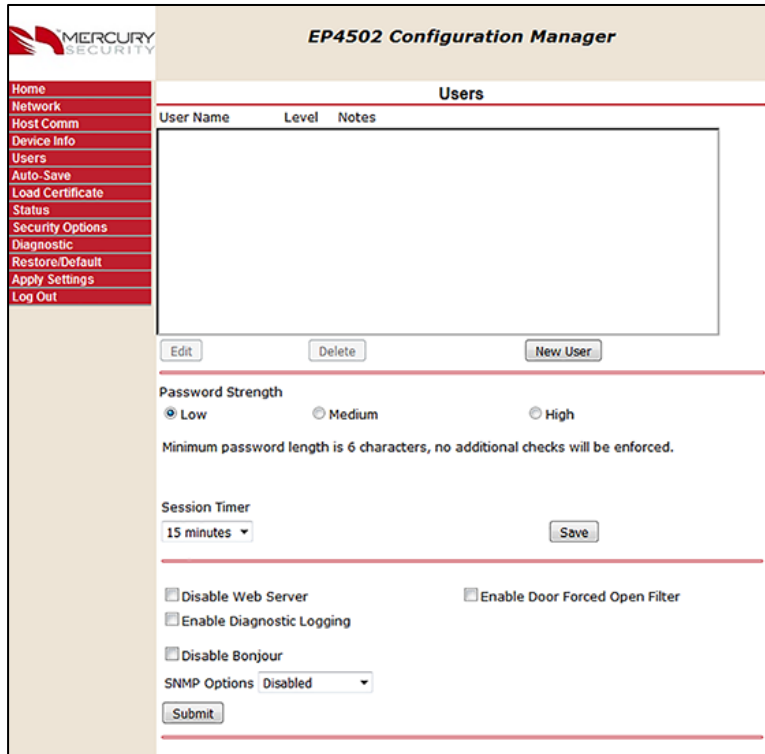 MERCURY
SECURITY
EP4502 Configuration Manager
Home
Network
Host Comm
Device Info
Users
Auto-Save
Load Certificate
Status
Security Options
Diagnostic
Restore/Default
Apply Settings
Log Out
Users
User Name Level Notes
Edit Delete New User
Password Strength
Low Medium High
Minimum password length is 6 characters, no additional checks will be enforced.
Session Timer
15 minutes Save
Disable Web Server Enable Door Forced Open Filter
Enable Diagnostic Logging
Disable Bonjour
SNMP Options Disabled
Submit